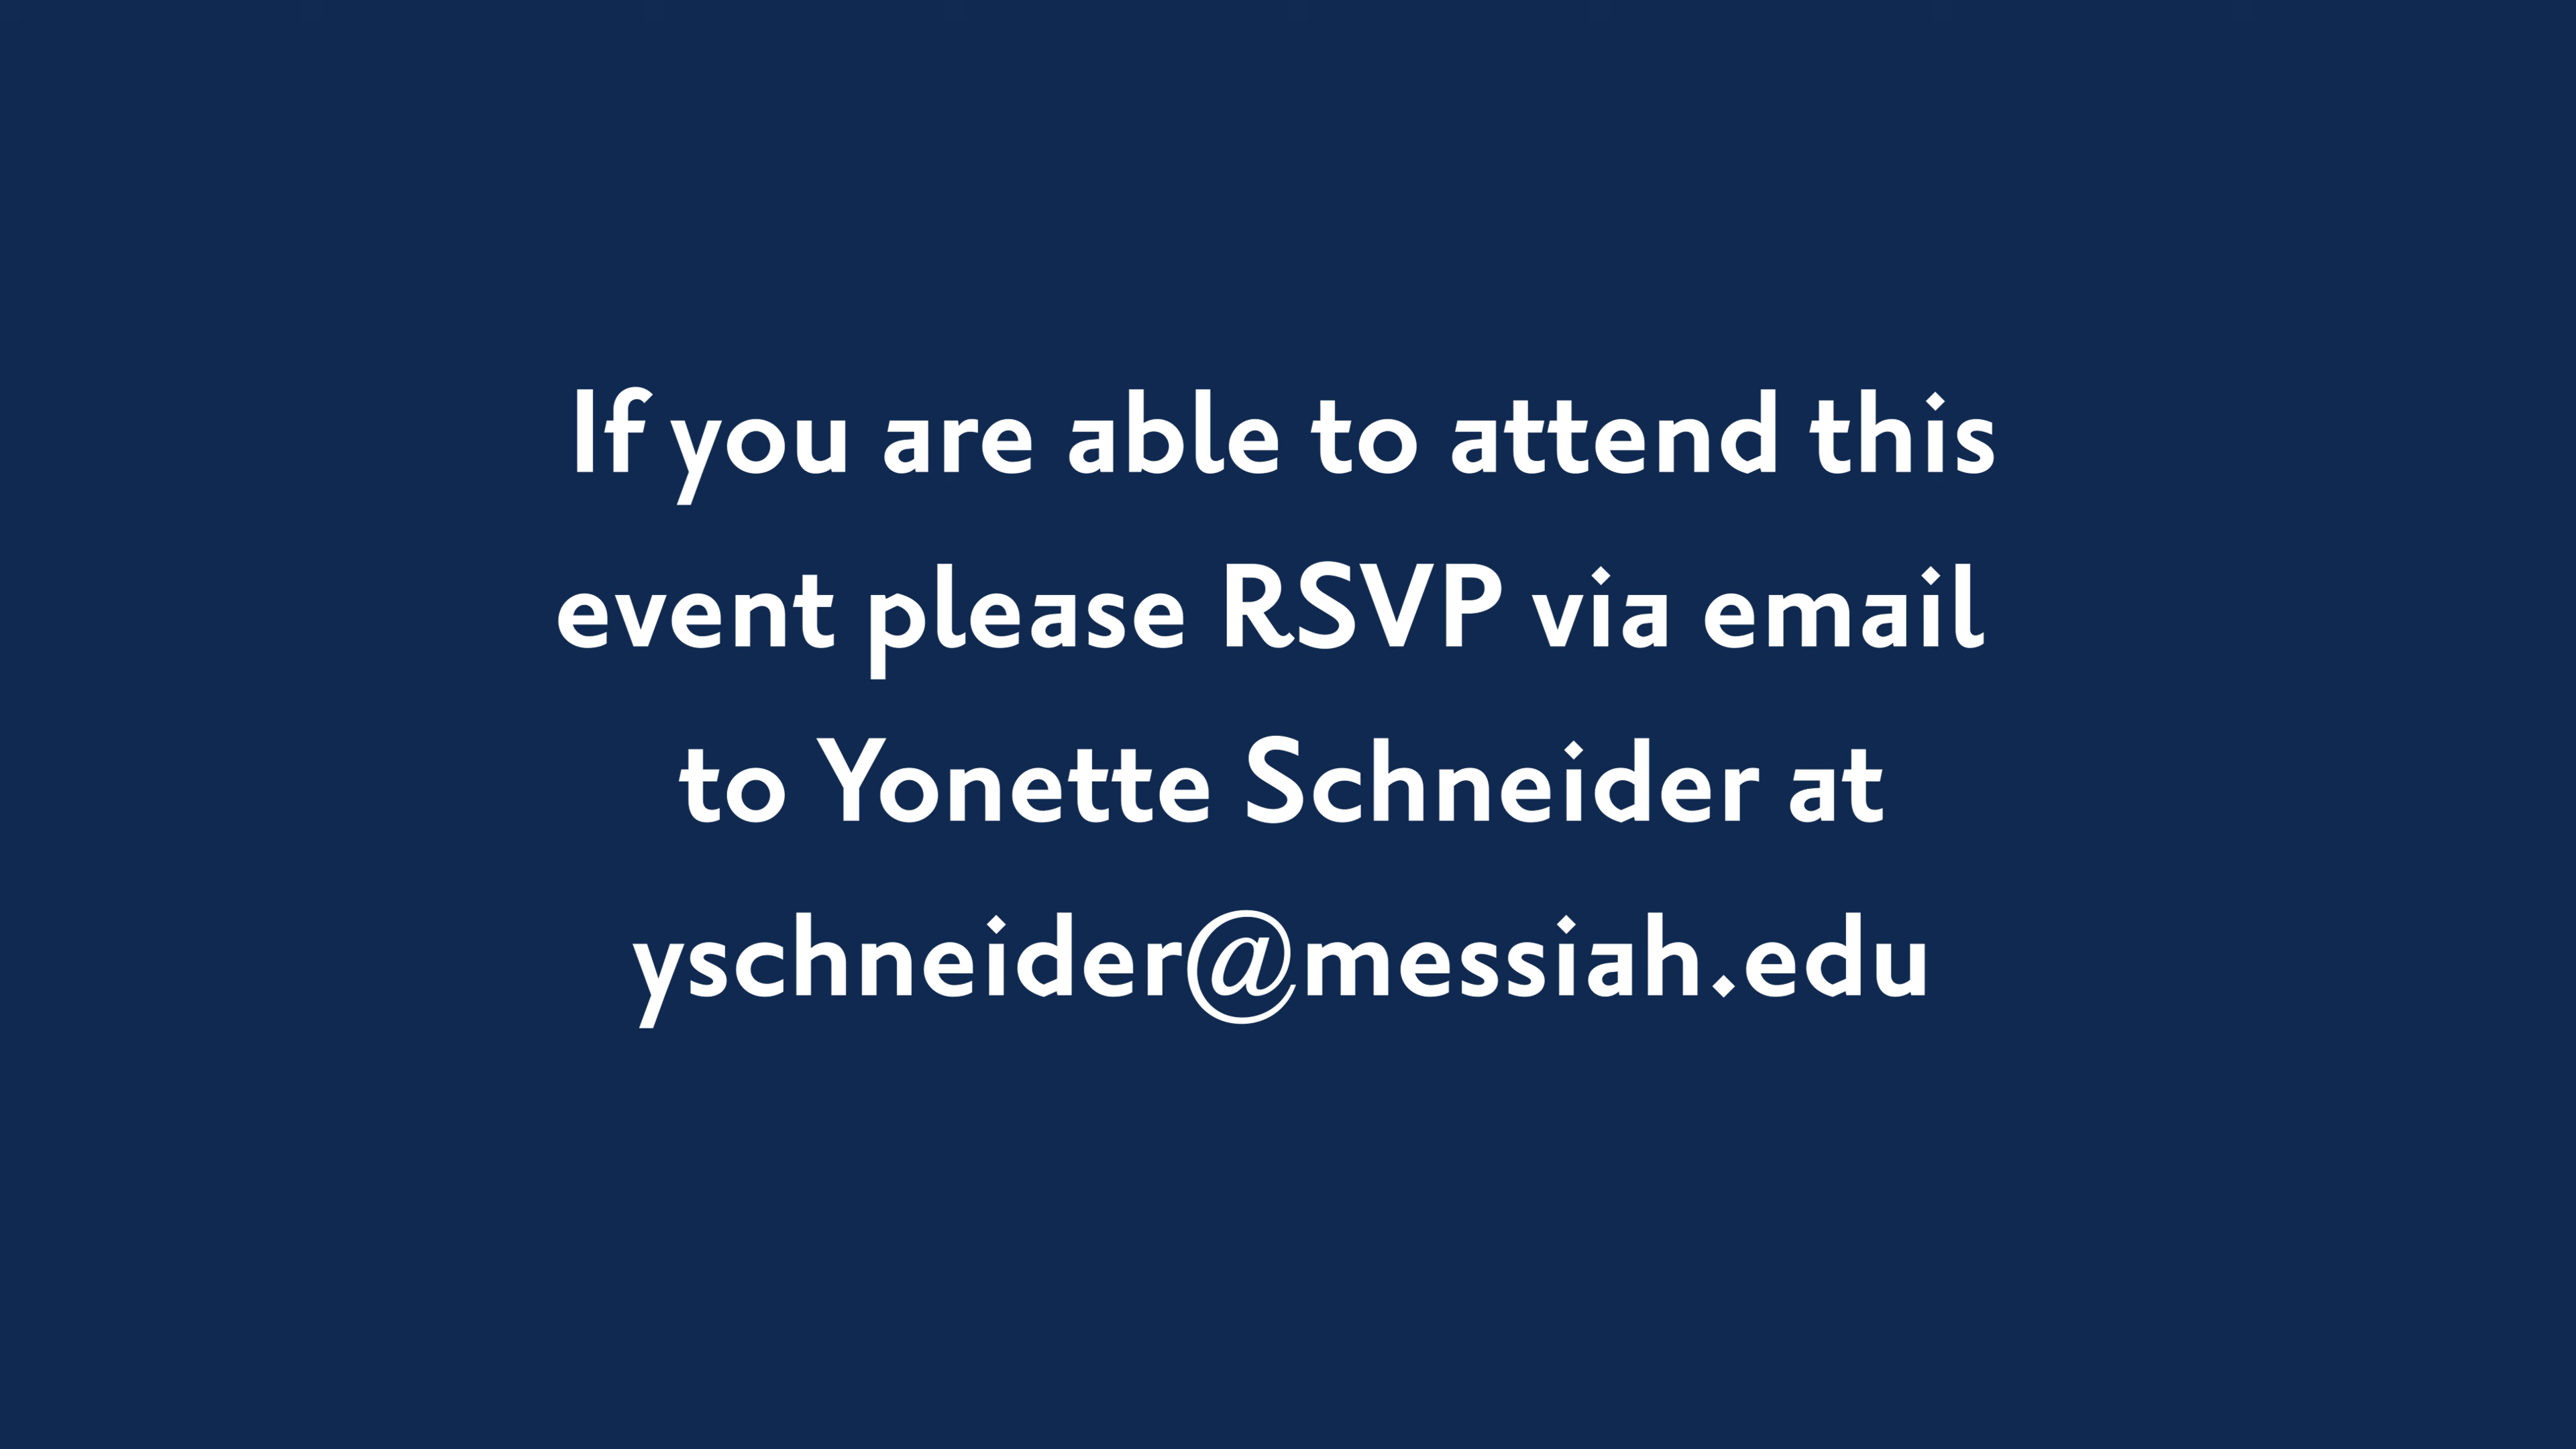 If you are able to attend this
event please RSVP via email
to Yonette Schneider at
yschneider@messiah.edu